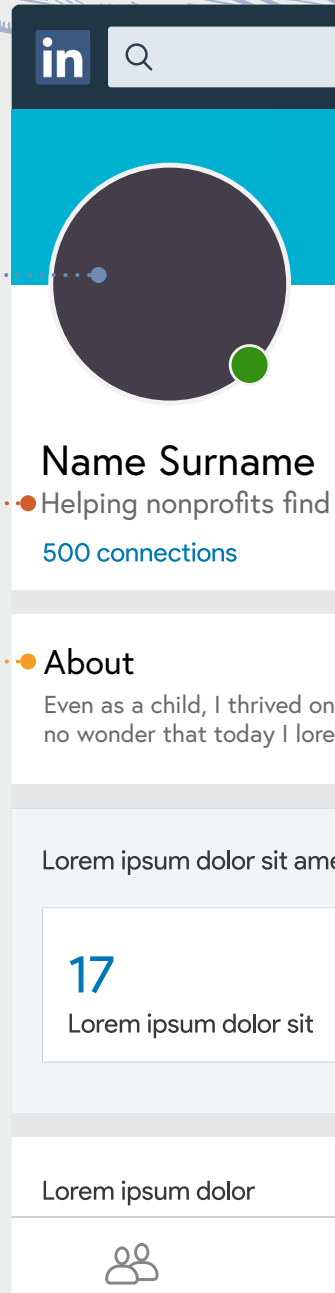 in
Name Surname
Helping nonprofits find
500 connections
About
Even as a child, I thrived on
no wonder that today I lore
Lorem ipsum dolor sit ame
17
Lorem ipsum dolor sit
Lorem ipsum dolor